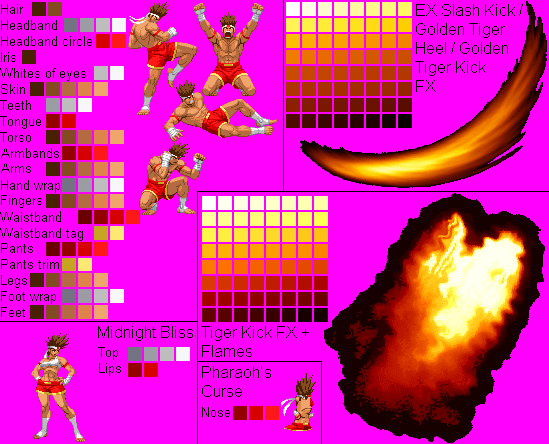 Hair
Headband
Headband circle
Iris
Whites of eyes
Skin
Teeth
Tongue
Torso
Armbands
Arms
Hand wrap
Fingers
Waistband
Waistband tag
Pants
Pants trim
Legs
Foot wrap
Feet
EX Slash Kick /
Golden Tiger
Heel / Golden
Tiger Kick
FX
Midnight Bliss
Top
Lips
Tiger Kick FX +
Flames
Pharaoh's
Curse
Nose